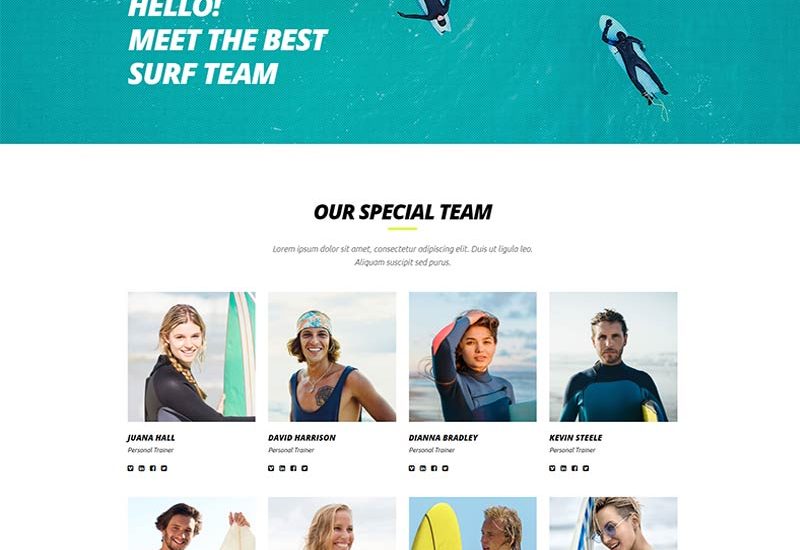 HELLO!
MEET THE BEST
SURF TEAM
OUR SPECIAL TEAM
Lorem ipsum dolor sit amet, consectetur adipiscing elit. Duis ut ligula leo.
Aliquam suscipit sed purus.
JUANA HALL
Personal Trainer
DAVID HARRISON
Personal Trainer
DIANNA BRADLEY
Personal Trainer
KEVIN STEELE
Personal Trainer